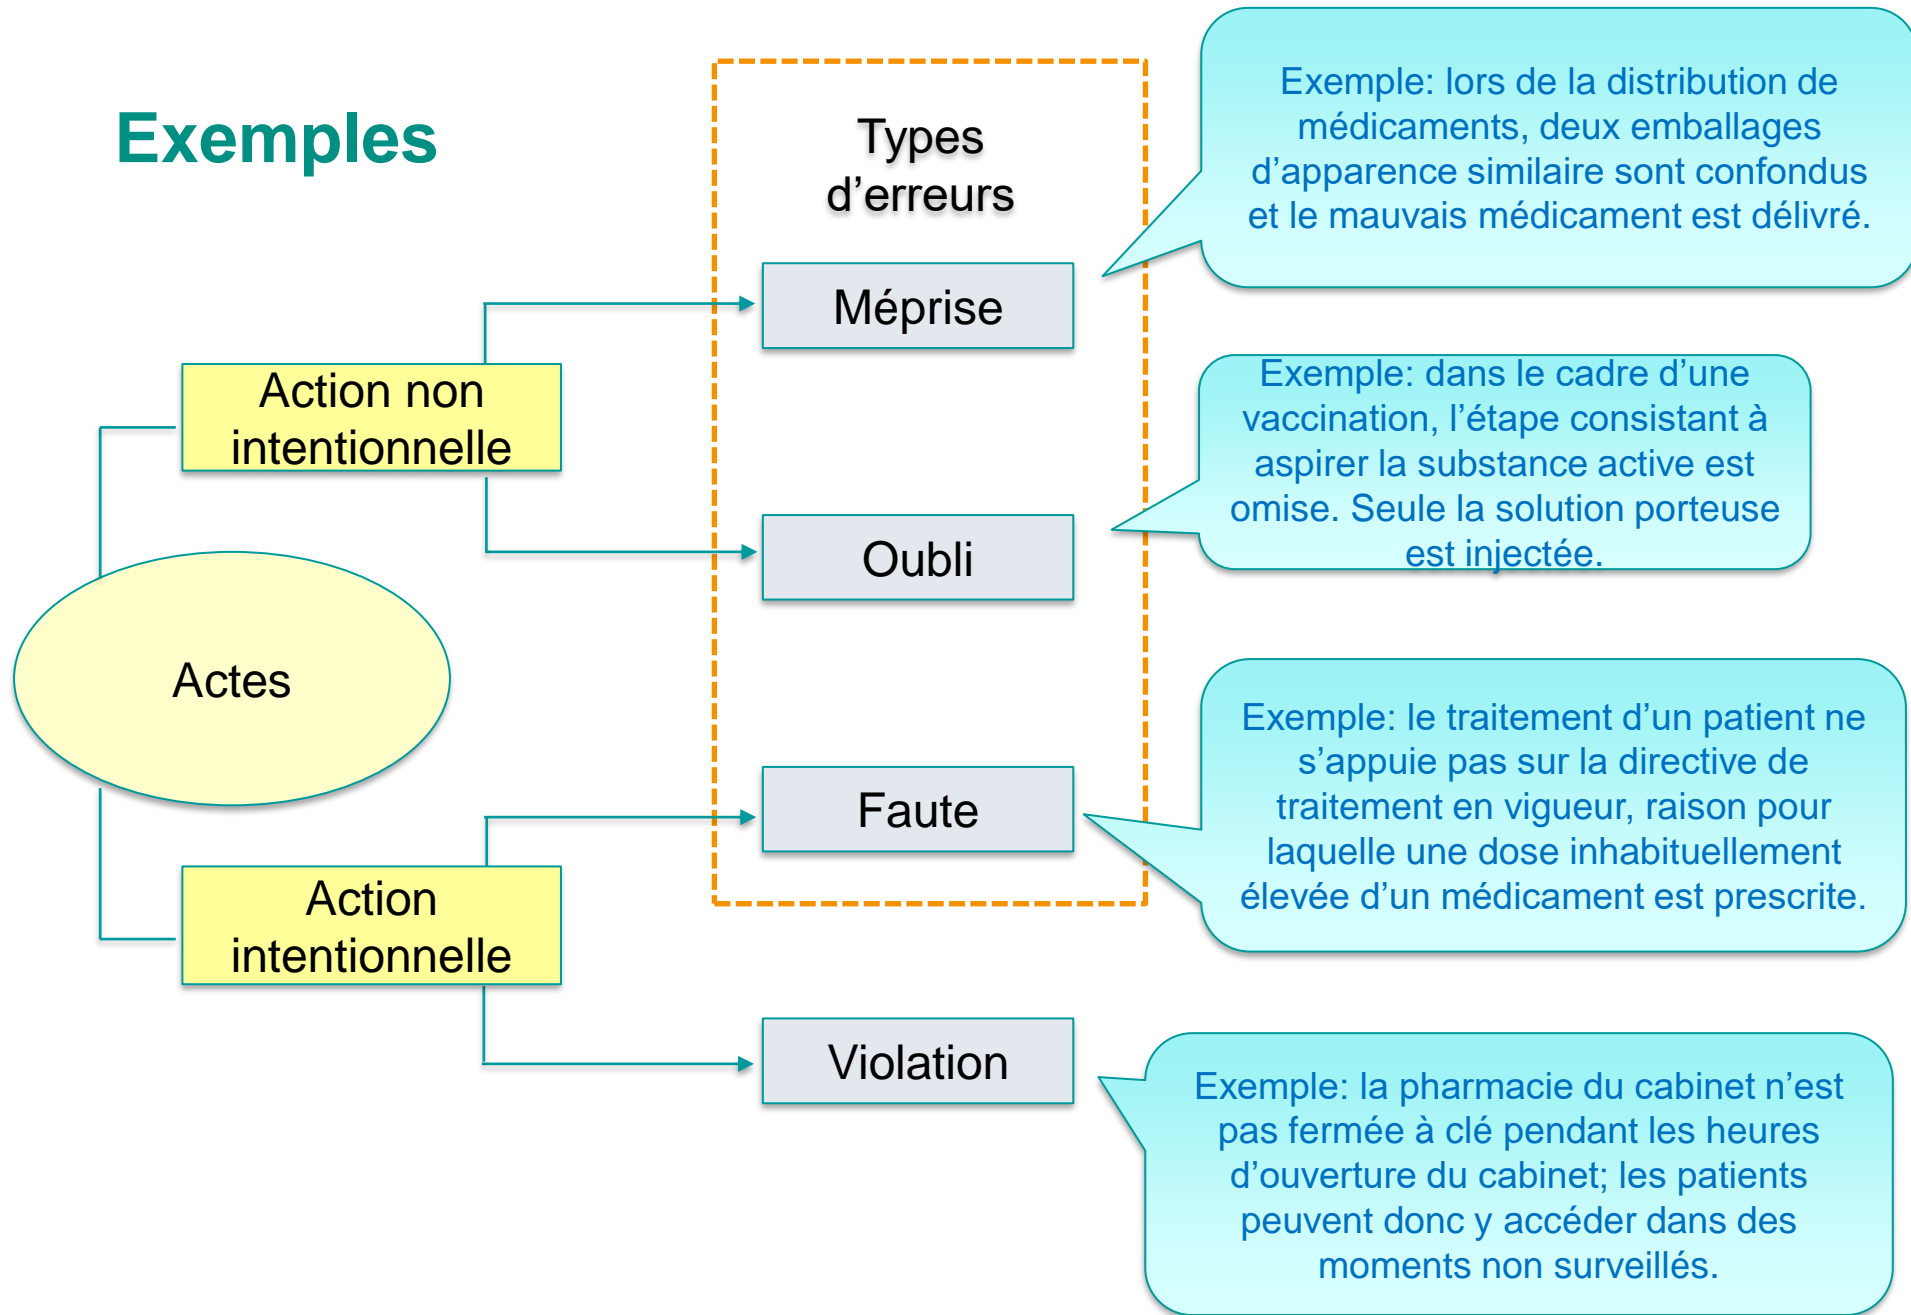 Exemples
Types
d’erreurs
Exemple: lors de la distribution de
médicaments, deux emballages
d’apparence similaire sont confondus
et le mauvais médicament est délivré.
Méprise
Action non
intentionnelle
Exemple: dans le cadre d’une
vaccination, l’étape consistant à
aspirer la substance active est
omise. Seule la solution porteuse
est injectée.
Oubli
Actes
Exemple: le traitement d’un patient ne
s’appuie pas sur la directive de
traitement en vigueur, raison pour
laquelle une dose inhabituellement
élevée d’un médicament est prescrite.
Faute
Action
intentionnelle
Violation
Exemple: la pharmacie du cabinet n’est
pas fermée à clé pendant les heures
d’ouverture du cabinet; les patients
peuvent donc y accéder dans des
moments non surveillés.